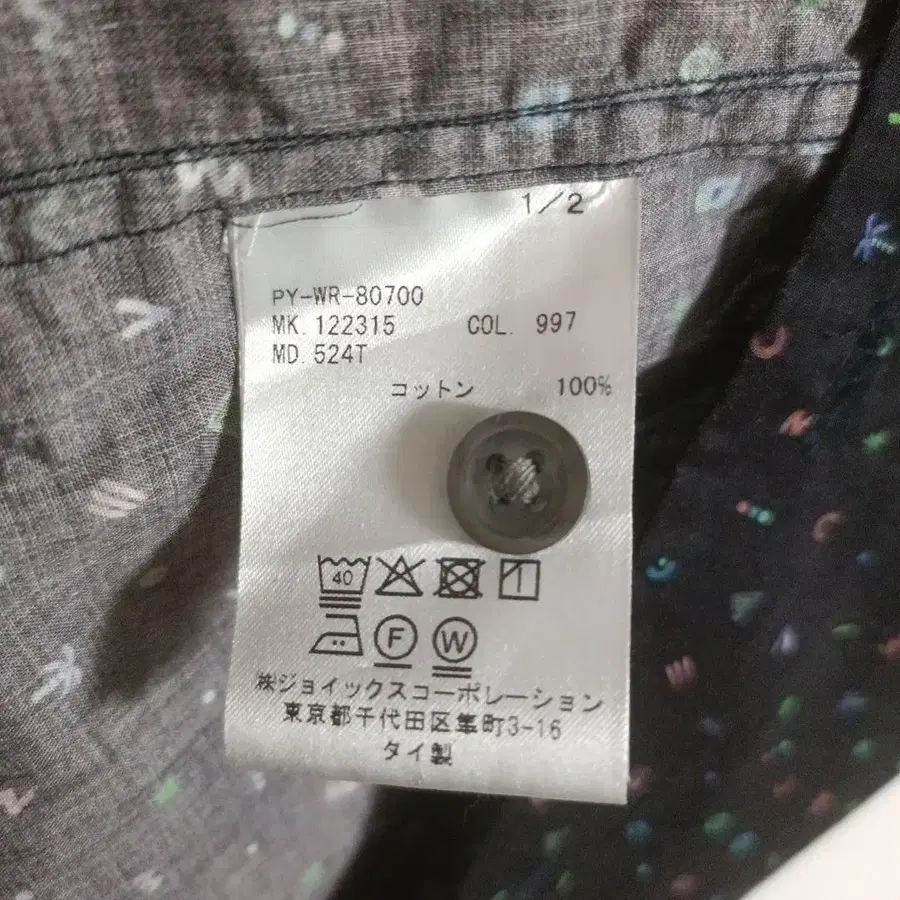 1/2
PY-WR-80700
MK. 122315 COL. 997
MD. 524T
コットン 100%
40
F W
㈱ジョイックスコーポレーション
東京都千代田区隼町3-16
タイ製